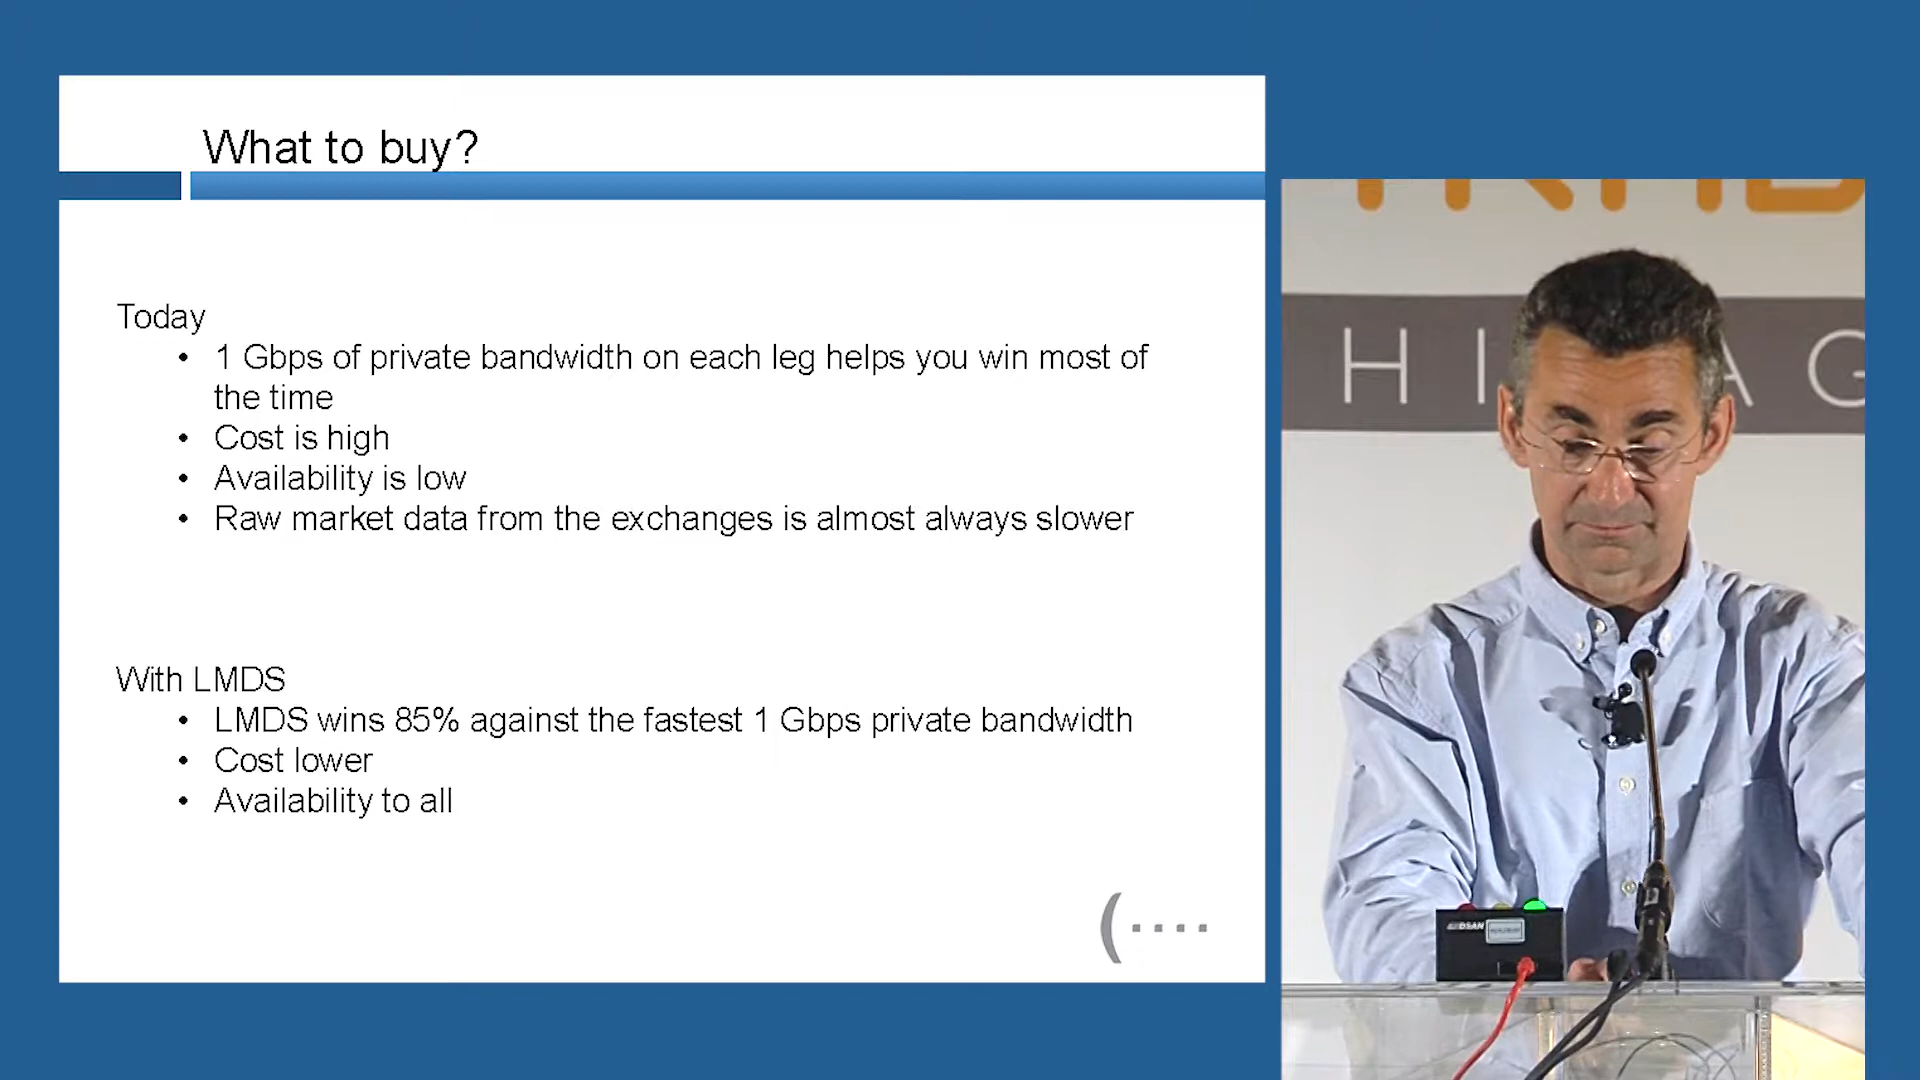 What to buy?
Today
• 1 Gbps of private bandwidth on each leg helps you win most of
the time
• Cost is high
• Availability is low
• Raw market data from the exchanges is almost always slower
With LMDS
• LMDS wins 85% against the fastest 1 Gbps private bandwidth
• Cost lower
• Availability to all
(····
H I A G
DSAN